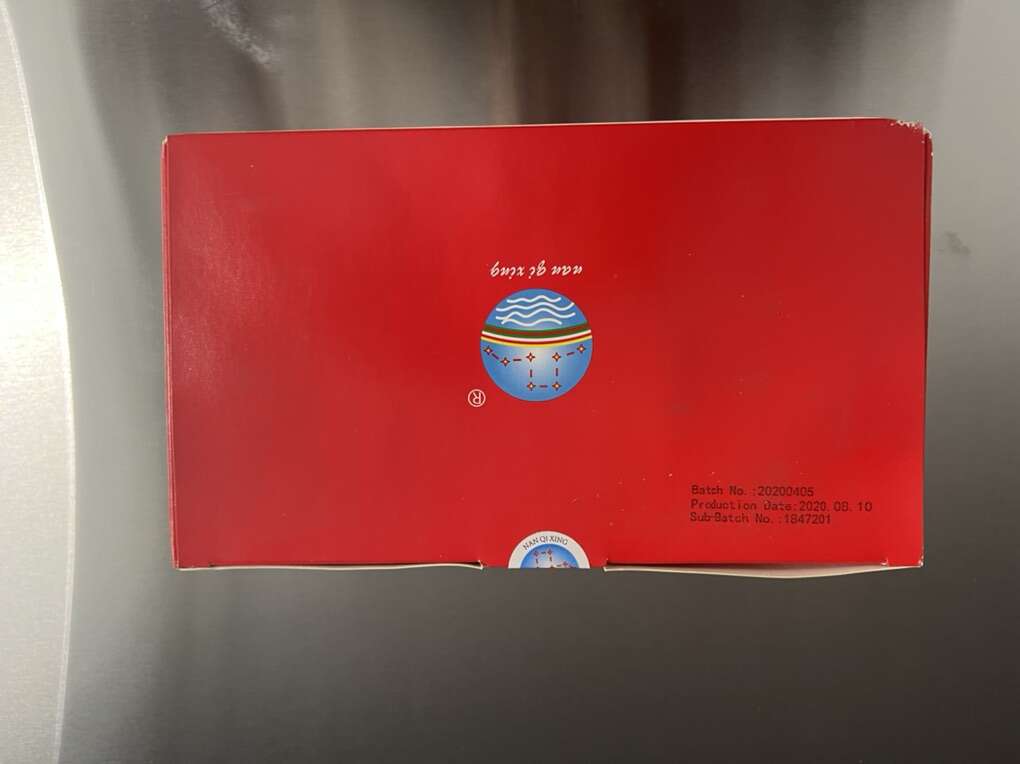 nan qi xing
®
Batch No.:20200405
Production Date:2020.08.10
Sub-Batch No.:1847201
NAN QI XING